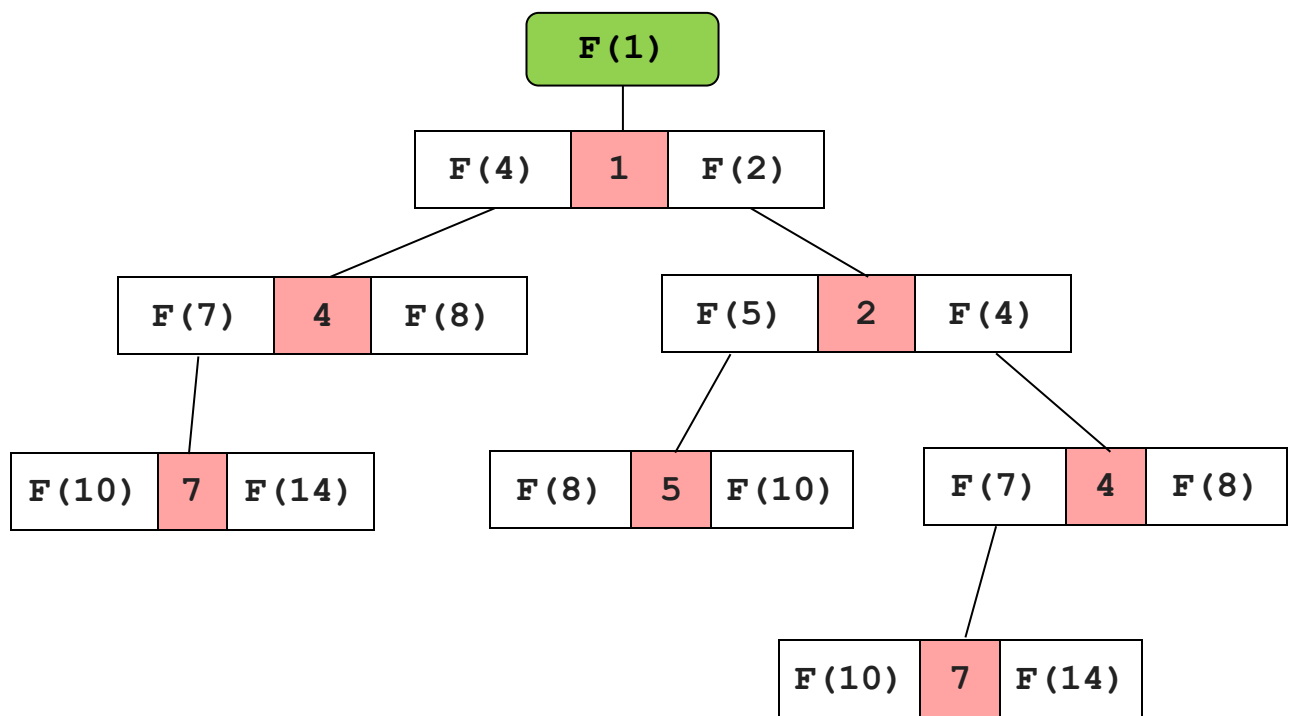 F(1)
F(4) 1 F(2)
F(7) 4 F(8)
F(5) 2 F(4)
F(10) 7 F(14)
F(8) 5 F(10)
F(7) 4 F(8)
F(10) 7 F(14)